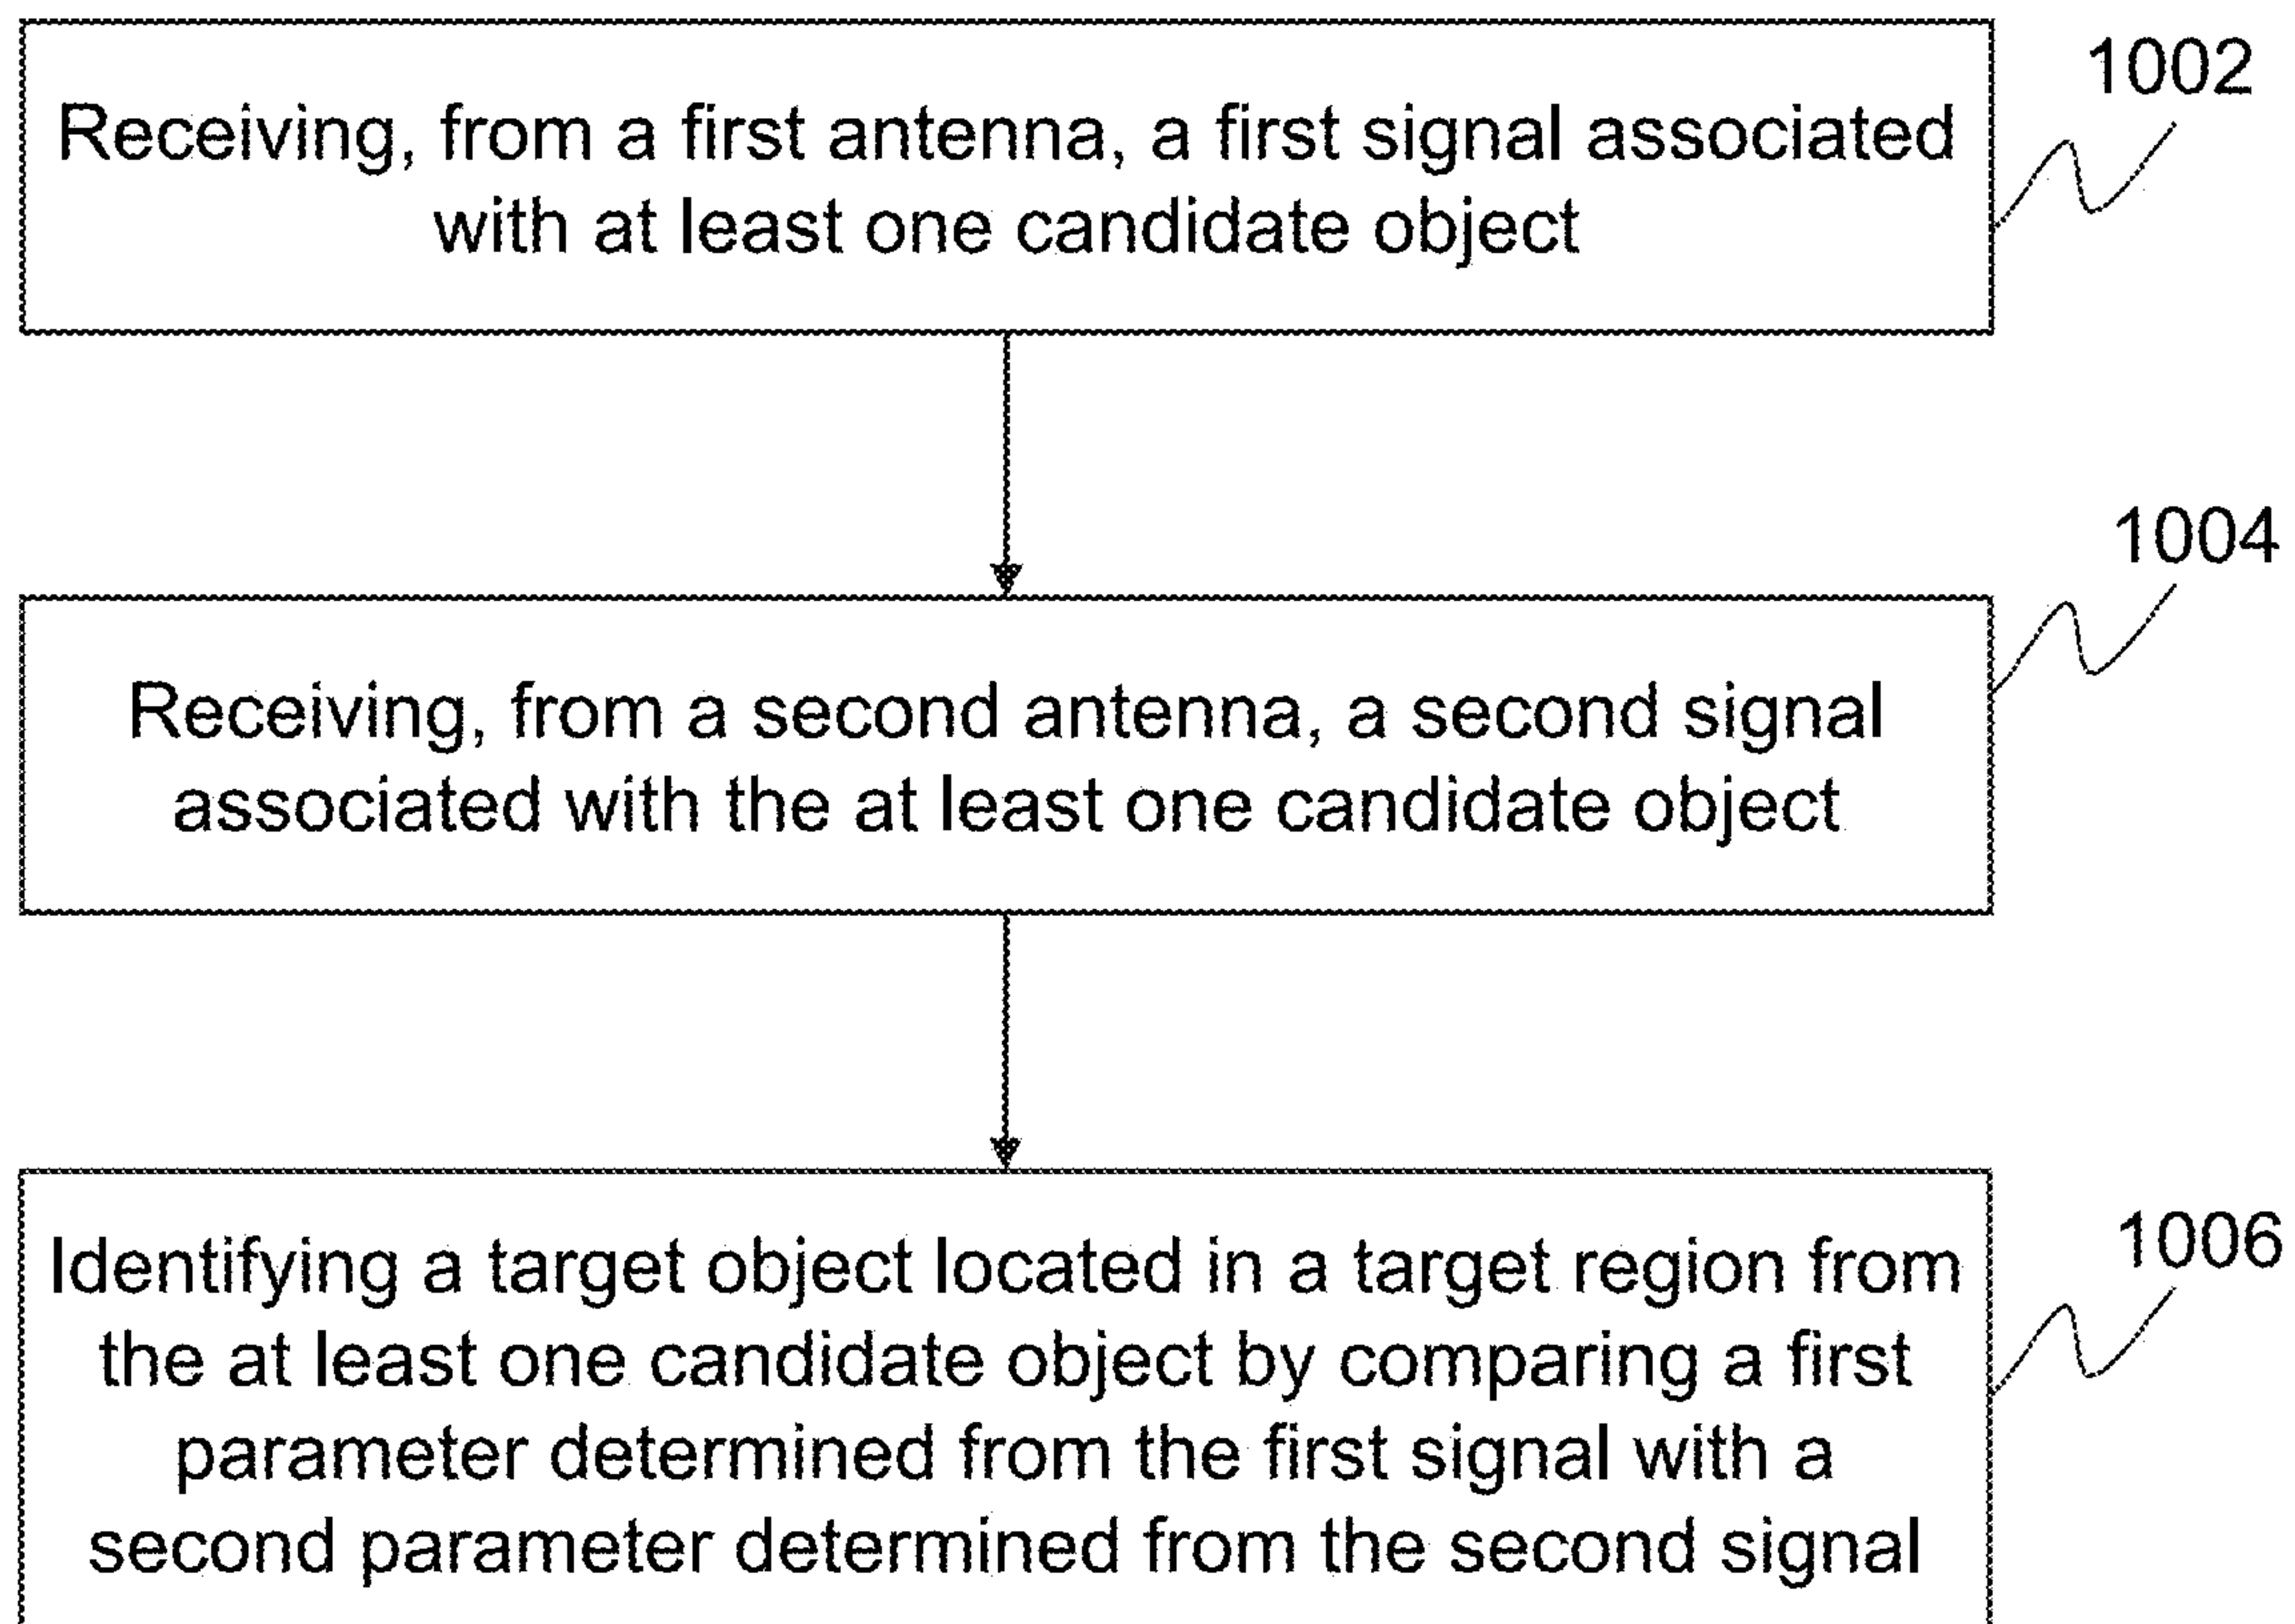 1002
Receiving, from a first antenna, a first signal associated
with at least one candidate object
1004
Receiving, from a second antenna, a second signal
associated with the at least one candidate object
1006
Identifying a target object located in a target region from
the at least one candidate object by comparing a first
parameter determined from the first signal with a
second parameter determined from the second signal